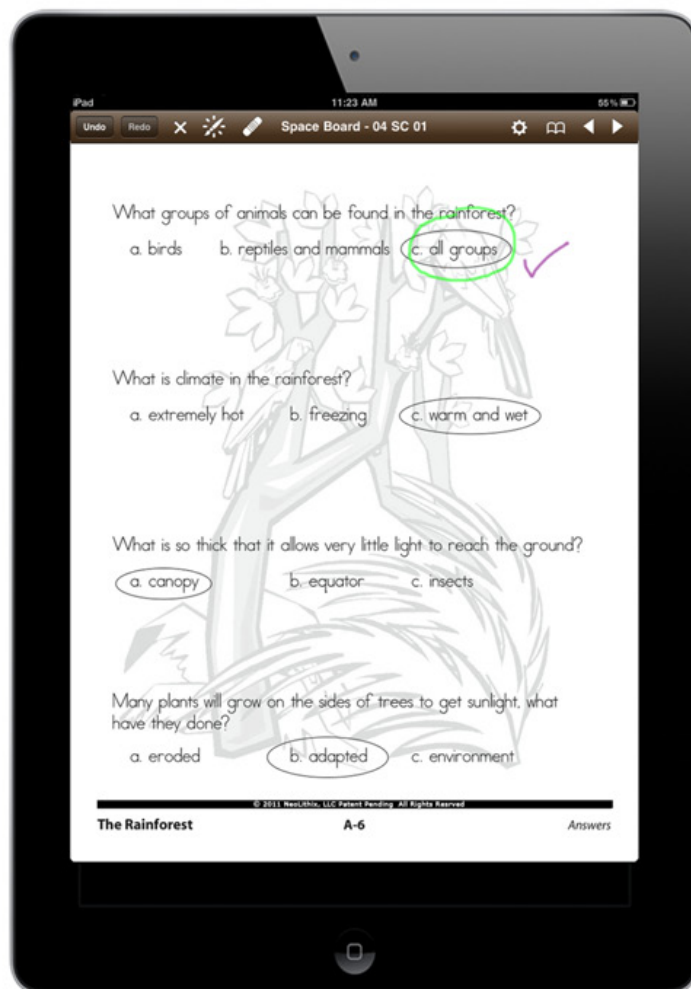 iPad 11:23 AM 55%
Undo Redo Space Board - 04 SC 01
What groups of animals can be found in the rainforest?
a. birds b. reptiles and mammals c. all groups
What is climate in the rainforest?
a. extremely hot b. freezing c. warm and wet
What is so thick that it allows very little light to reach the ground?
a. canopy b. equator c. insects
Many plants will grow on the sides of trees to get sunlight, what
have they done?
a. eroded b. adapted c. environment
© 2011 NeoLithix, LLC Patent Pending All Rights Resrved
The Rainforest A-6 Answers